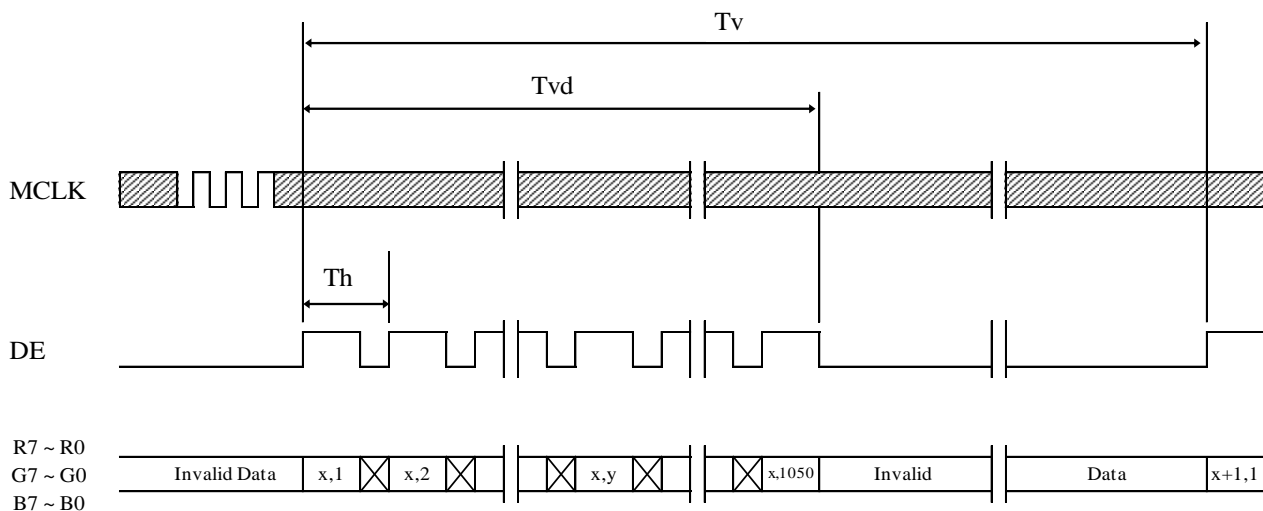 Tv
Tvd
MCLK
Th
DE
R7 ~ R0
G7 ~ G0
B7 ~ B0
Invalid Data
x,1
x,2
x,y
x,1050
Invalid
Data
x+1,1